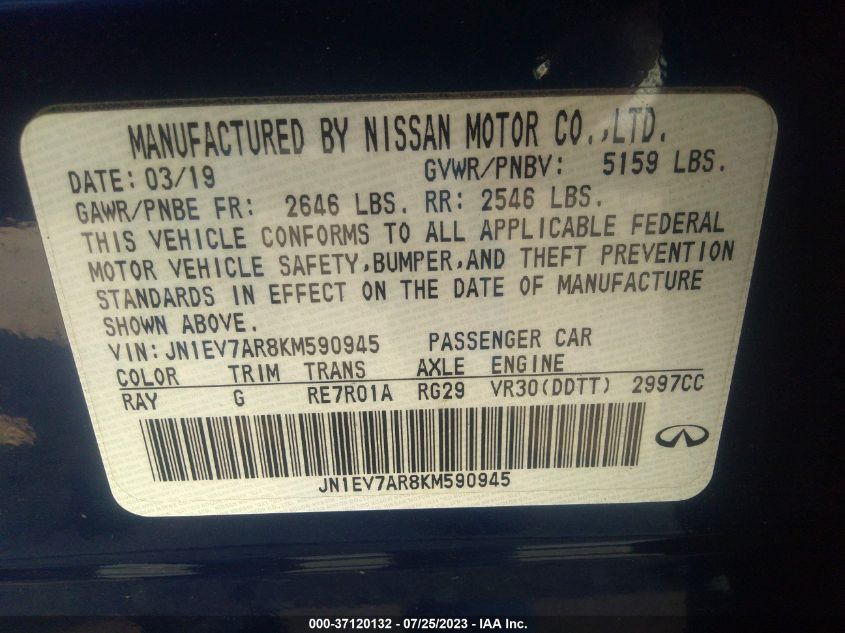 MANUFACTURED BY NISSAN MOTOR CO.,LTD.
DATE: 03/19 GVWR/PNBV: 5159 LBS.
GAWR/PNBE FR: 2646 LBS. RR: 2546 LBS.
THIS VEHICLE CONFORMS TO ALL APPLICABLE FEDERAL
MOTOR VEHICLE SAFETY,BUMPER,AND THEFT PREVENTION
STANDARDS IN EFFECT ON THE DATE OF MANUFACTURE
SHOWN ABOVE.
VIN: JN1EV7AR8KM590945 PASSENGER CAR
COLOR TRIM TRANS AXLE ENGINE
RAY G RE7R01A RG29 VR30(DDTT) 2997CC
JN1EV7AR8KM590945
000-37120132 - 07/25/2023 - IAA Inc.